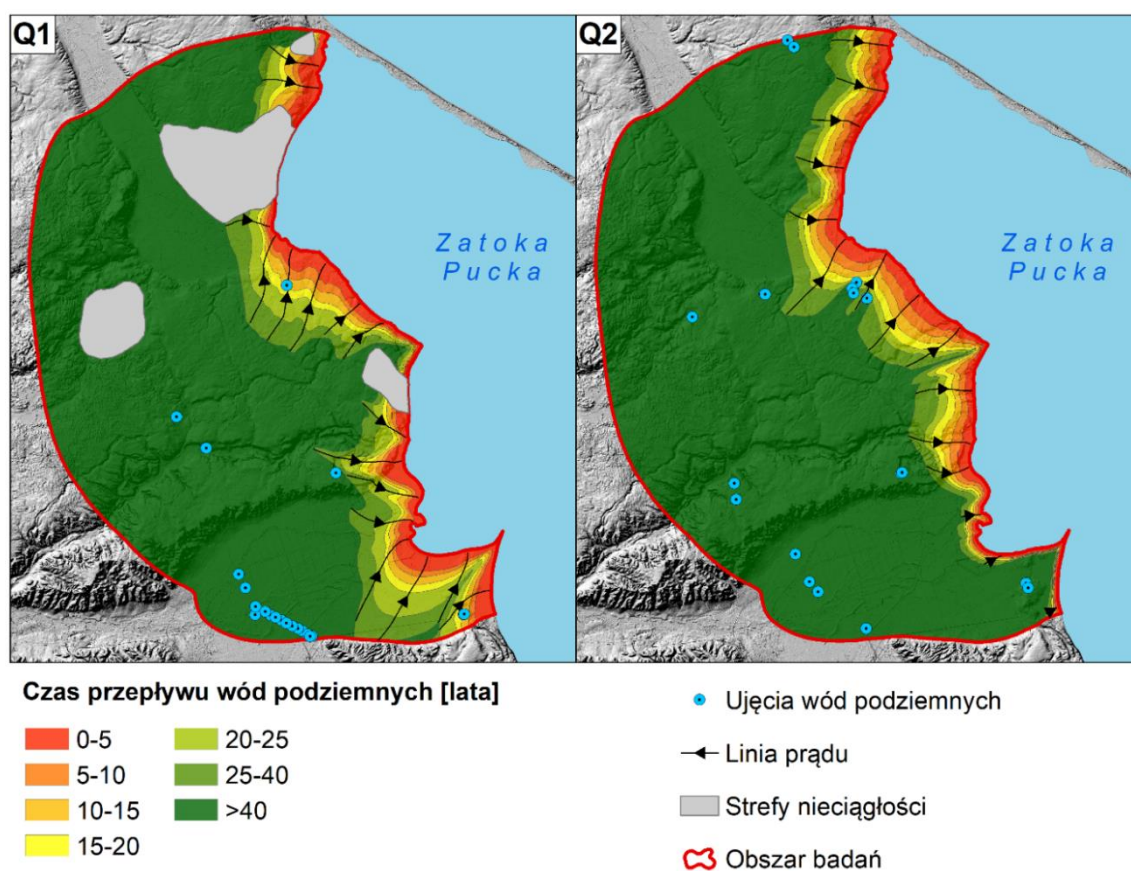 Q1
Q2
Zatoka
Pucka
Zatoka
Pucka
Czas przepływu wód podziemnych [lata]
0-5
5-10
10-15
15-20
20-25
25-40
>40
Ujęcia wód podziemnych
Linia prądu
Strefy nieciągłości
Obszar badań